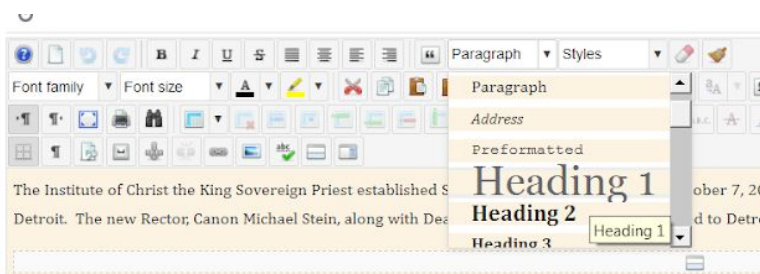 B I U S Paragraph Styles
Font family Font size A
Paragraph
Address
Preformatted
Heading 1
Heading 2
Heading 3
Heading 1
abc
The Institute of Christ the King Sovereign Priest established ober 7, 20
Detroit. The new Rector, Canon Michael Stein, along with d to Detr